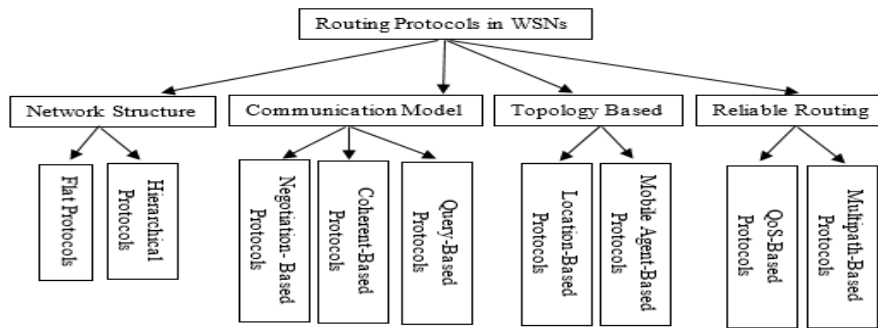 Routing Protocols in WSNs
Network Structure
Communication Model
Topology Based
Reliable Routing
Flat Protocols
Hierarchical
Protocols
Negotiation- Based
Protocols
Coherent-Based
Protocols
Query-Based
Protocols
Location-Based
Protocols
Mobile Agent-Based
Protocols
QoS-Based
Protocols
Multipath-Based
Protocols